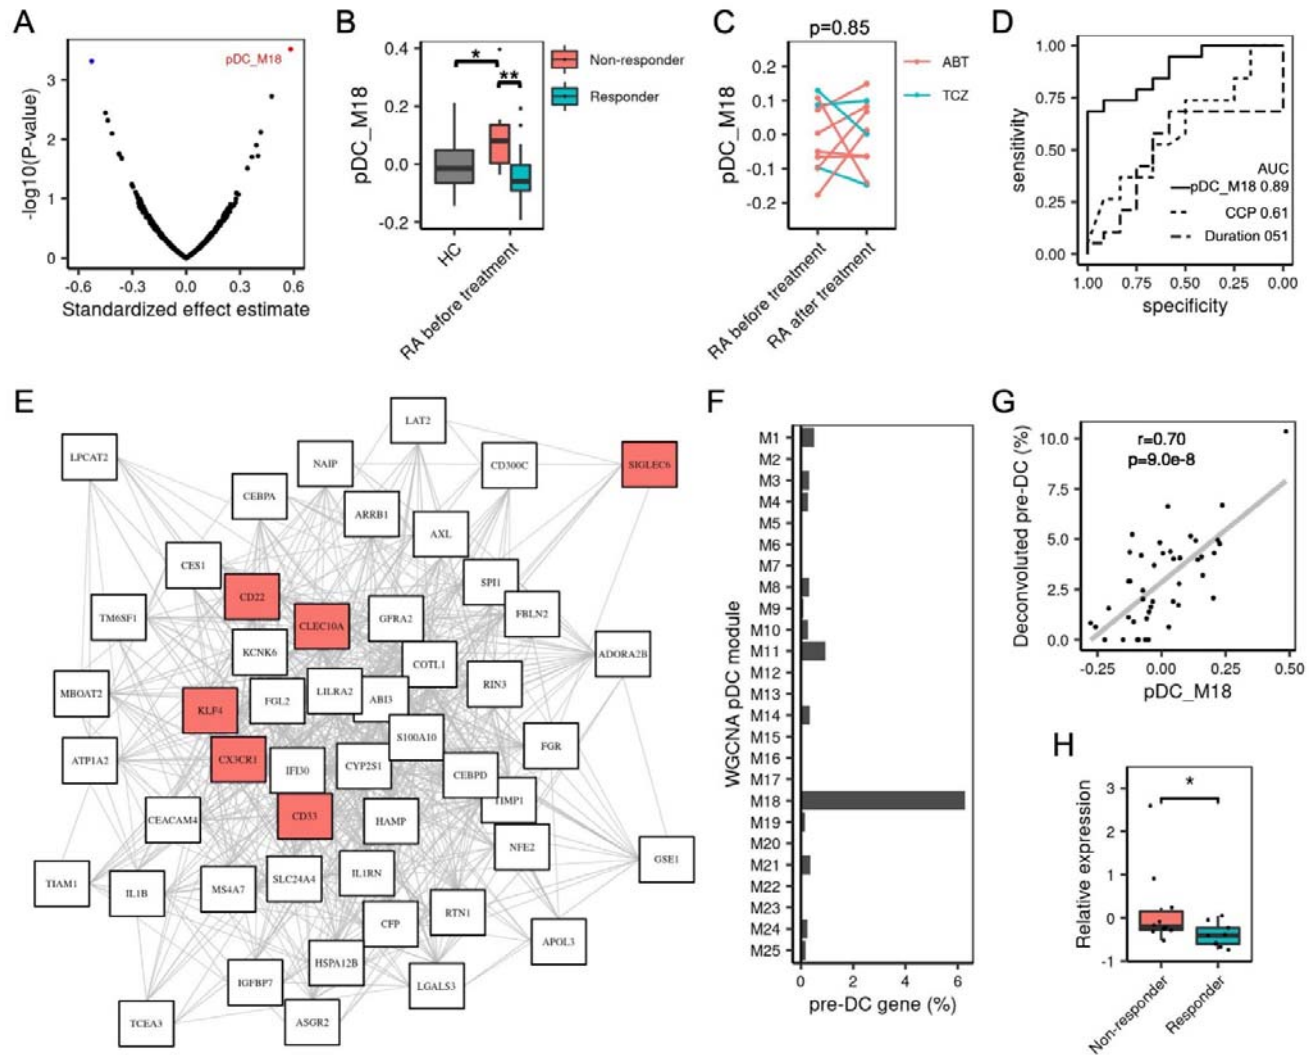 A
pDC_M18
-log10(P-value)
3
2
1
0
-0.6 -0.3 0.0 0.3 0.6
Standardized effect estimate
B
pDC_M18
0.4
0.2
0.0
-0.2
*
**
HC
RA before treatment
Non-responder
Responder
C
p=0.85
pDC_M18
0.2
0.1
0.0
-0.1
-0.2
RA before treatment
RA after treatment
ABT
TCZ
D
sensitivity
1.00
0.75
0.50
0.25
0.00
AUC
pDC_M18 0.89
CCP 0.61
Duration 051
1.00 0.75 0.50 0.25 0.00
specificity
E
LAT2
LPCAT2
NAIP
CD300C
SIGLEC6
CEBPA
ARRB1
AXL
CES1
SPI1
CD22
CLEC10A
GFRA2
FBLN2
TM6SF1
KCNK6
COTL1
ADORA2B
MBOAT2
FGL2
LILRA2
ABI3
RIN3
KLF4
S100A10
FGR
ATP1A2
CX3CR1
IFI30
CYP2S1
CEBPD
TIMP1
CEACAM4
CD33
HAMP
NFE2
GSE1
TIAM1
IL1B
MS4A7
SLC24A4
IL1RN
RTN1
CFP
APOL3
HSPA12B
IGFBP7
LGALS3
TCEA3
ASGR2
F
WGCNA pDC module
M1
M2
M3
M4
M5
M6
M7
M8
M9
M10
M11
M12
M13
M14
M15
M16
M17
M18
M19
M20
M21
M22
M23
M24
M25
0 2 4 6
pre-DC gene (%)
G
r=0.70
p=9.0e-8
Deconvoluted pre-DC (%)
10.0
7.5
5.0
2.5
0.0
-0.25 0.00 0.25 0.50
pDC_M18
H
*
Relative expression
3
2
1
0
-1
Non-responder
Responder